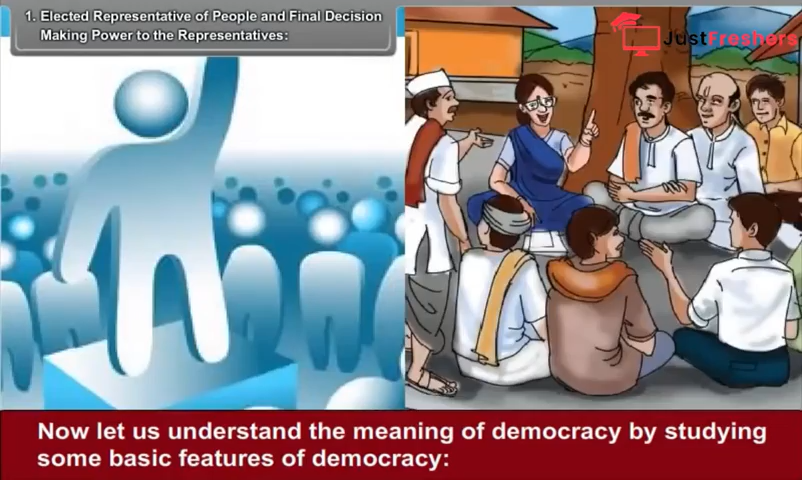 1. Elected Representative of People and Final Decision
Making Power to the Representatives:
JustFreshers
Now let us understand the meaning of democracy by studying
some basic features of democracy: